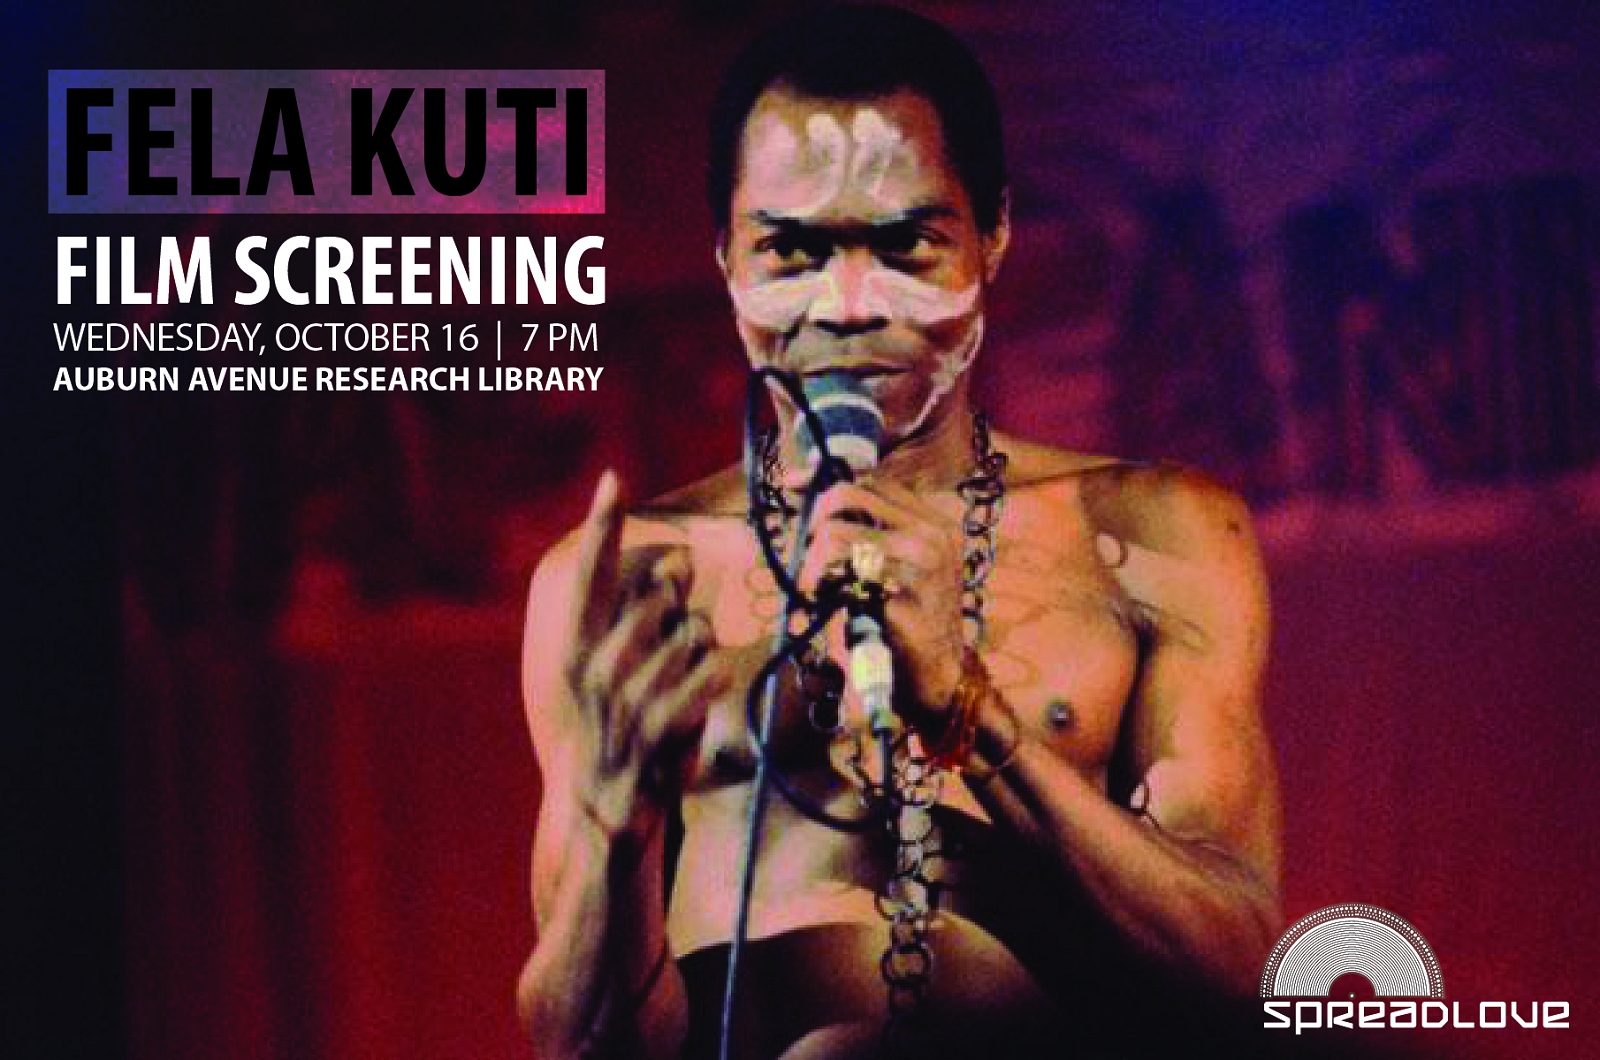 FELA KUTI
FILM SCREENING
WEDNESDAY, OCTOBER 16 | 7 PM
AUBURN AVENUE RESEARCH LIBRARY
SPREADLOVE